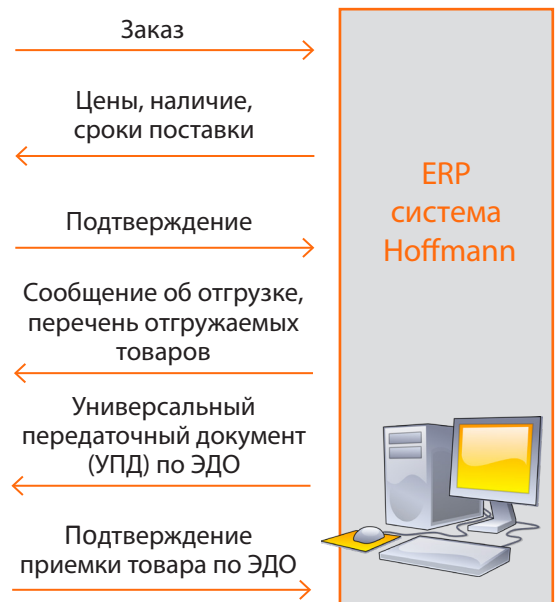 Заказ
Цены, наличие,
сроки поставки
Подтверждение
Сообщение об отгрузке,
перечень отгружаемых
товаров
Универсальный
передаточный документ
(УПД) по ЭДО
Подтверждение
приемки товара по ЭДО
ERP
система
Hoffmann